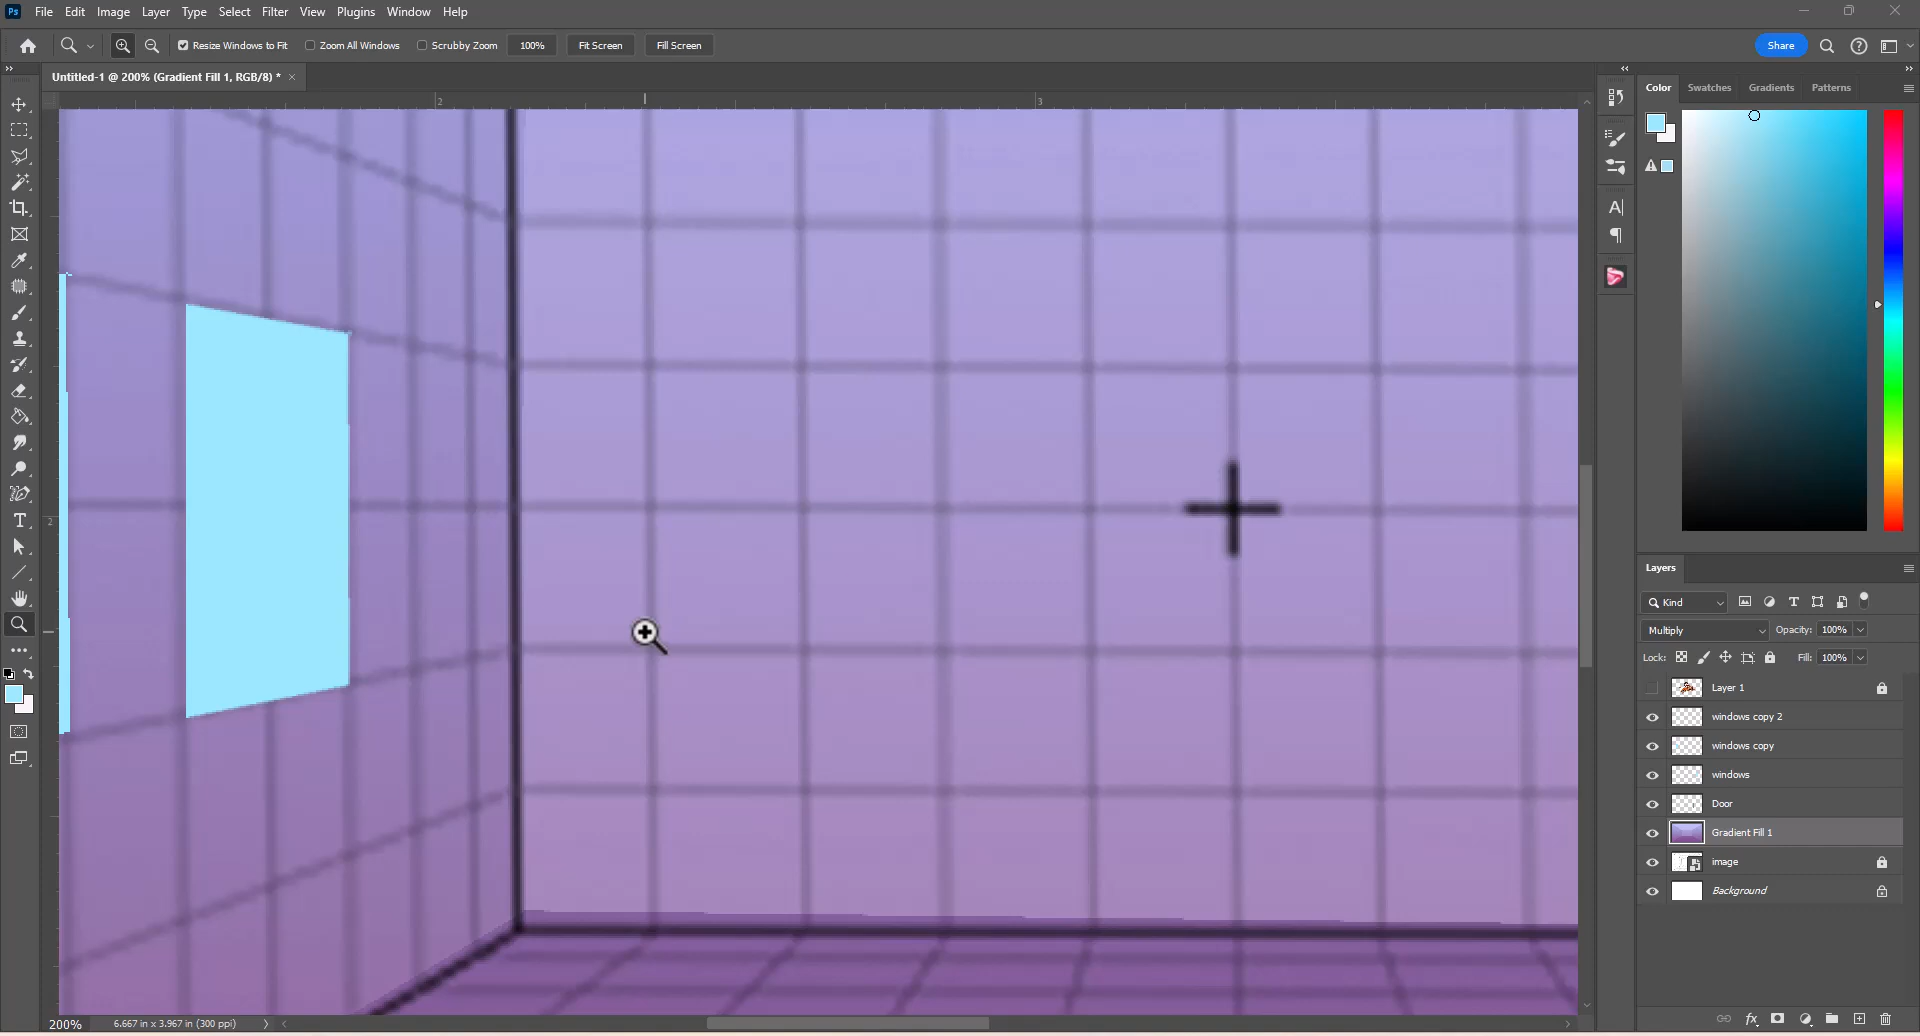 Ps File Edit Image Layer Type Select Filter View Plugins Window Help
Resize Windows to Fit Zoom All Windows Scrubby Zoom 100% Fit Screen Fill Screen Share
Untitled-1 @ 200% (Gradient Fill 1, RGB/8) * ×
2 3
2
Color Swatches Gradients Patterns
Layers
Kind
Multiply Opacity: 100%
Lock: Fill: 100%
Layer 1
windows copy 2
windows copy
windows
Door
Gradient Fill 1
image
Background
fx
200% 6.667 in x 3.967 in (300 ppi)